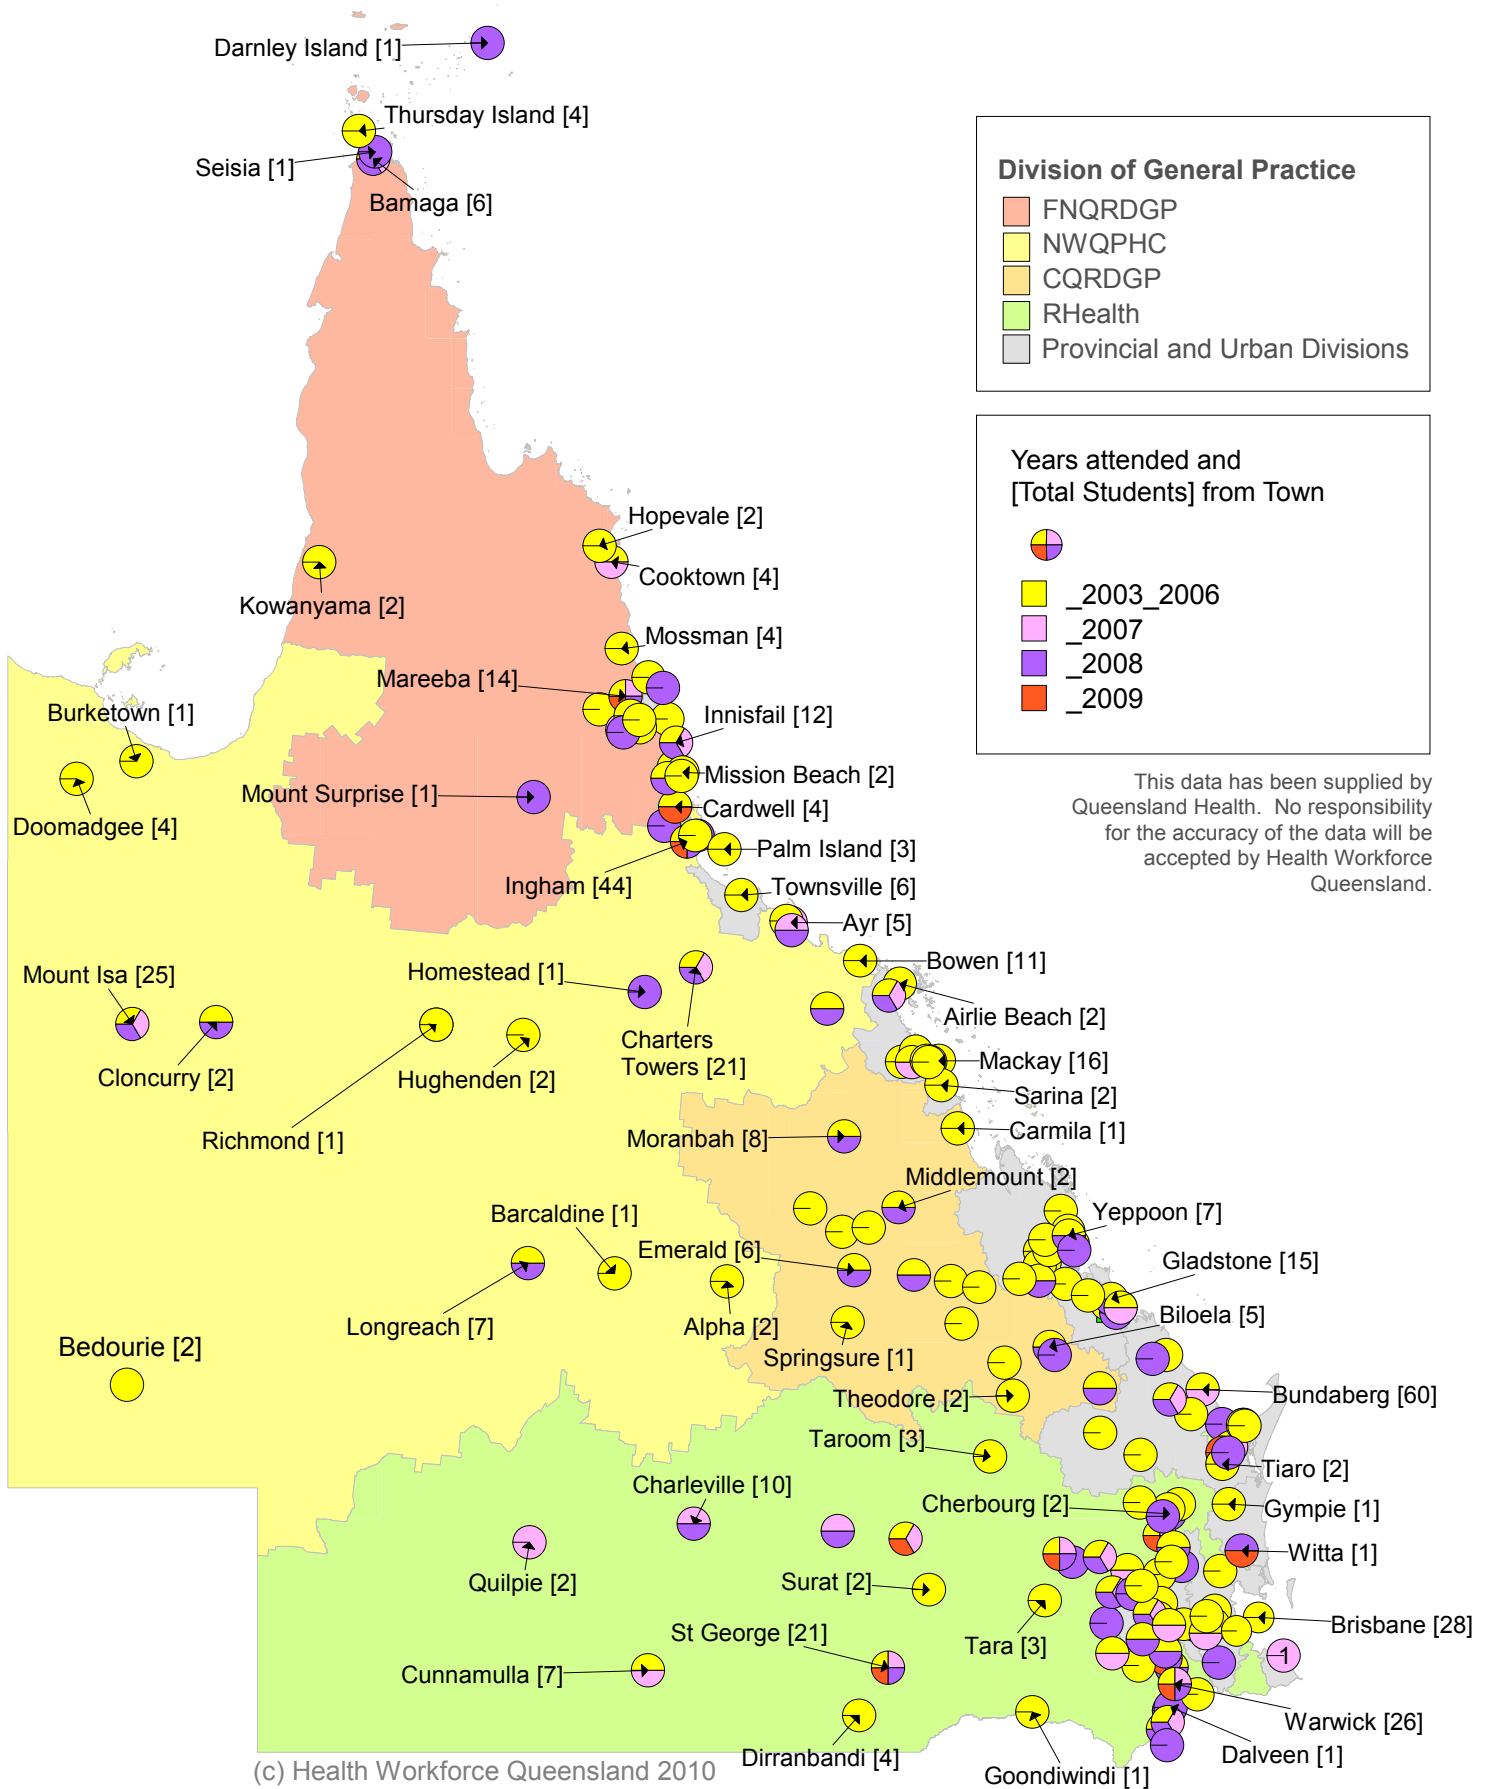 Darnley Island [1]
Thursday Island [4]
Seisia [1]
Bamaga [6]
Division of General Practice
FNQRDGP
NWQPHC
CQRDGP
RHealth
Provincial and Urban Divisions
Years attended and
[Total Students] from Town
_2003_2006
_2007
_2008
_2009
This data has been supplied by
Queensland Health. No responsibility
for the accuracy of the data will be
accepted by Health Workforce
Queensland.
Hopevale [2]
Cooktown [4]
Kowanyama [2]
Mossman [4]
Mareeba [14]
Burketown [1]
Innisfail [12]
Mission Beach [2]
Mount Surprise [1]
Cardwell [4]
Doomadgee [4]
Palm Island [3]
Ingham [44]
Townsville [6]
Ayr [5]
Bowen [11]
Mount Isa [25]
Homestead [1]
Airlie Beach [2]
Charters
Towers [21]
Cloncurry [2]
Hughenden [2]
Mackay [16]
Sarina [2]
Richmond [1]
Moranbah [8]
Carmila [1]
Middlemount [2]
Barcaldine [1]
Yeppoon [7]
Emerald [6]
Gladstone [15]
Longreach [7]
Alpha [2]
Biloela [5]
Bedourie [2]
Springsure [1]
Theodore [2]
Bundaberg [60]
Taroom [3]
Tiaro [2]
Charleville [10]
Cherbourg [2]
Gympie [1]
Witta [1]
Quilpie [2]
Surat [2]
Brisbane [28]
St George [21]
Tara [3]
1
Cunnamulla [7]
Warwick [26]
Dirranbandi [4]
Dalveen [1]
Goondiwindi [1]
(c) Health Workforce Queensland 2010